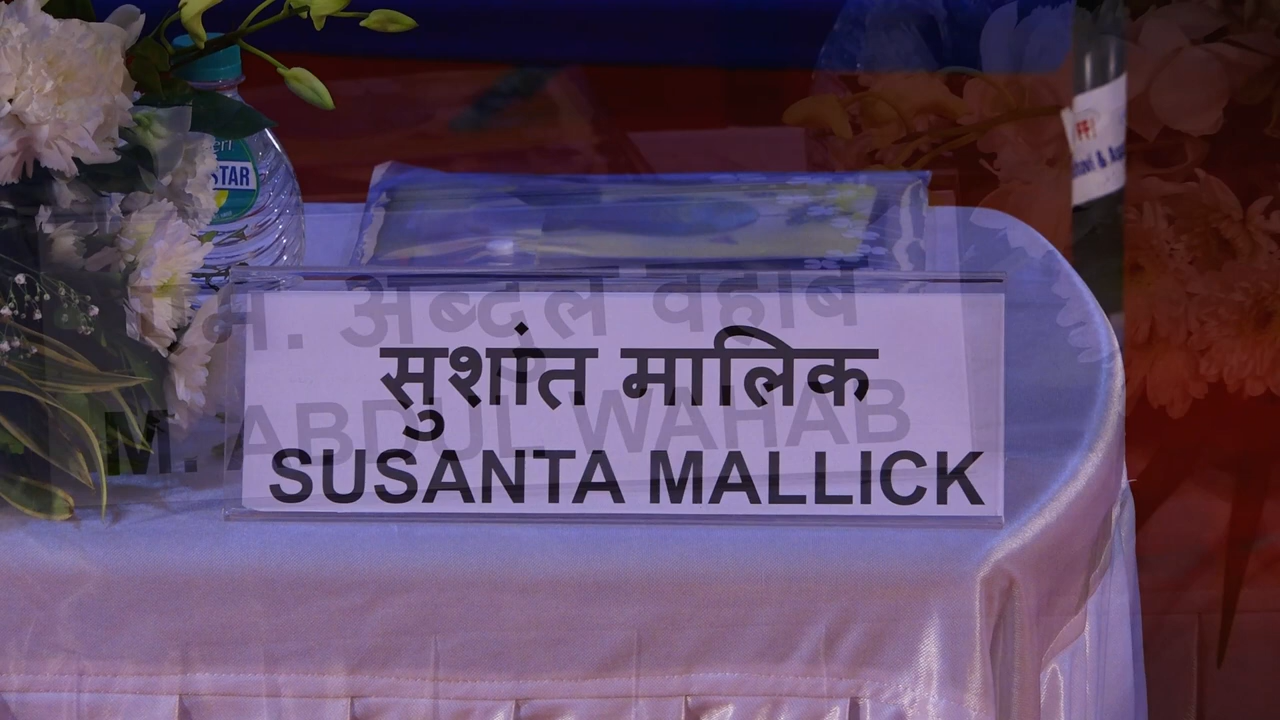 STAR
म. अब्दुल वहाब
सुशांत मालिक
M. ABDUL WAHAB
SUSANTA MALLICK